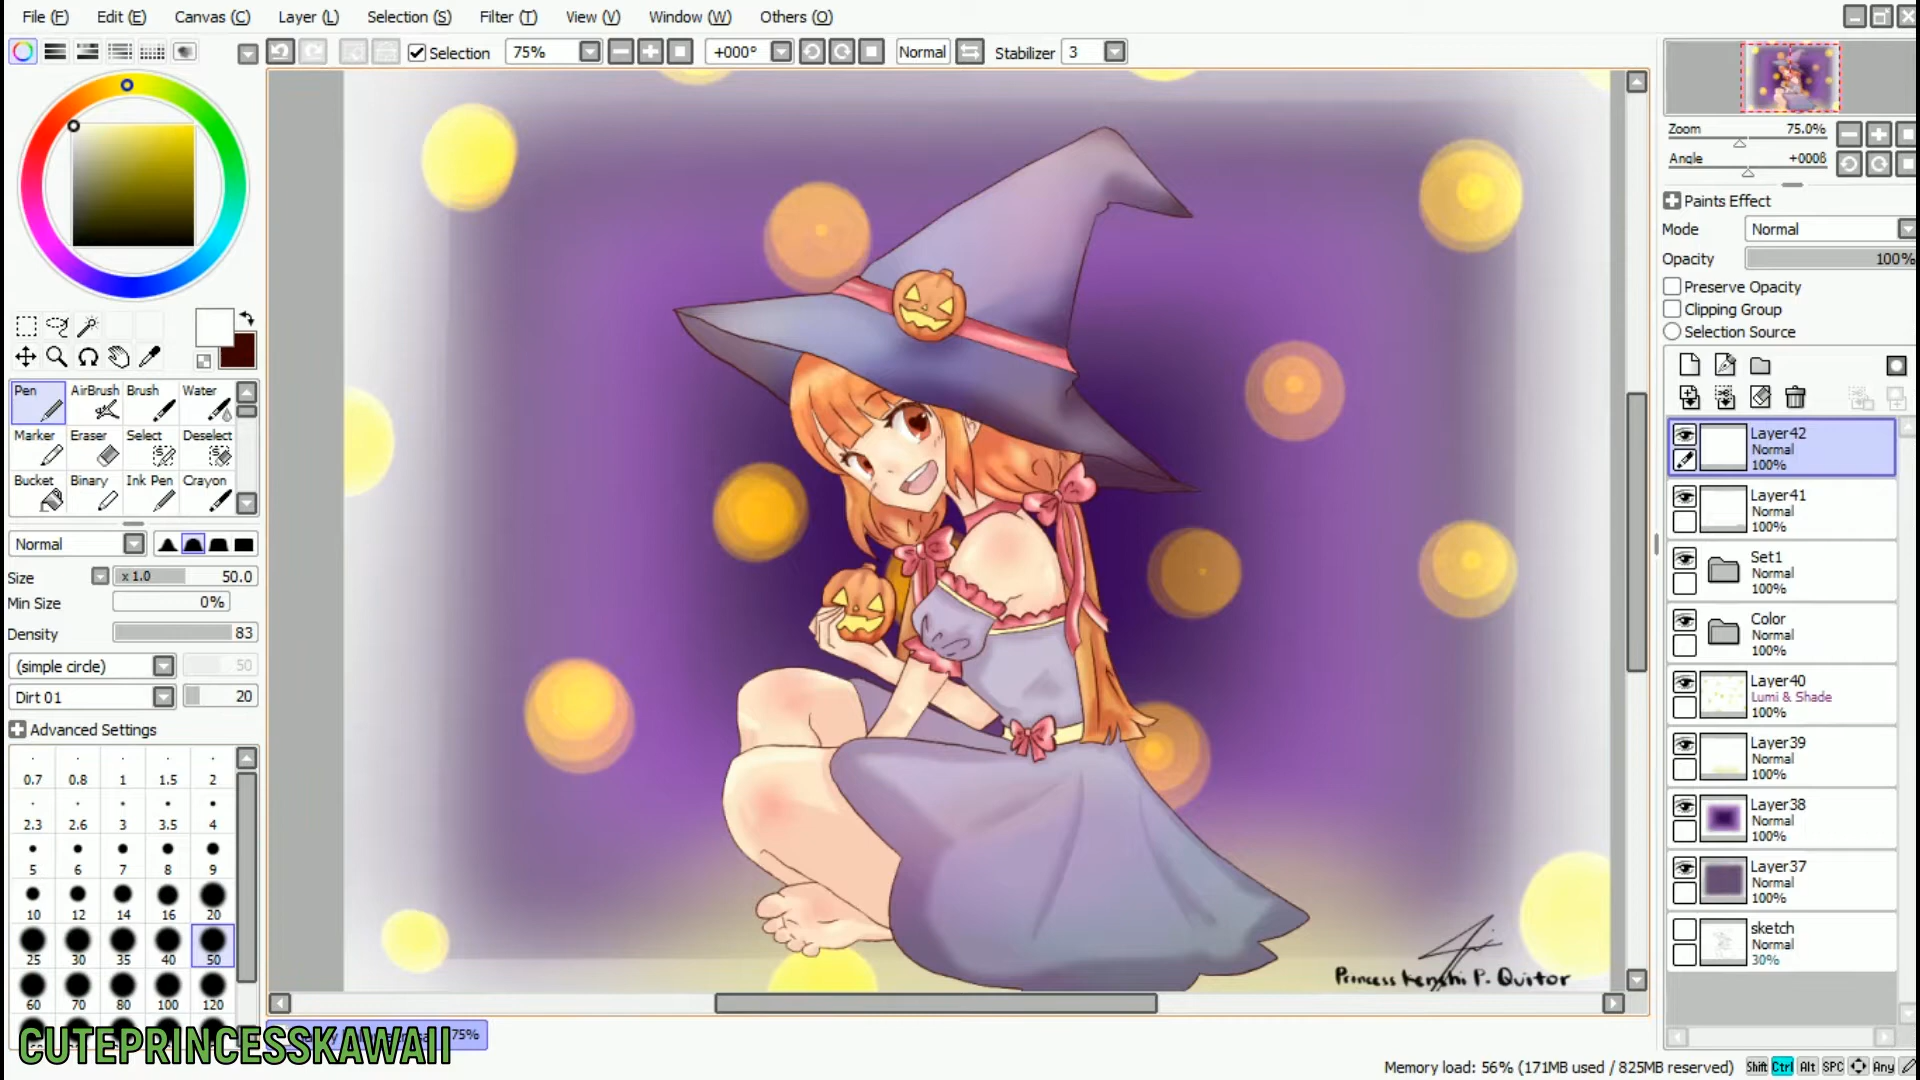 File (F) Edit (E) Canvas (C) Layer (L) Selection (S) Filter (T) View (V) Window (W) Others (O)
Selection 75% +000° Normal Stabilizer 3
Zoom 75.0%
Angle +000ß
Paints Effect
Mode Normal
Opacity 100%
Preserve Opacity
Clipping Group
Selection Source
Pen AirBrush Brush Water
Marker Eraser Select Deselect
Bucket Binary Ink Pen Crayon
Normal
Size x 1.0 50.0
Min Size 0%
Density 83
(simple circle) 50
Dirt 01 20
Advanced Settings
0.7 0.8 1 1.5 2
2.3 2.6 3 3.5 4
5 6 7 8 9
10 12 14 16 20
25 30 35 40 50
60 70 80 100 120
Layer42
Normal
100%
Layer41
Normal
100%
Set1
Normal
100%
Color
Normal
100%
Layer40
Lumi & Shade
100%
Layer39
Normal
100%
Layer38
Normal
100%
Layer37
Normal
100%
sketch
Normal
30%
Princess Kenshi P. Quitor
75%
CUTEPRINCESSKAWAII
Memory load: 56% (171MB used / 825MB reserved) Shift Ctrl Alt SPC Any